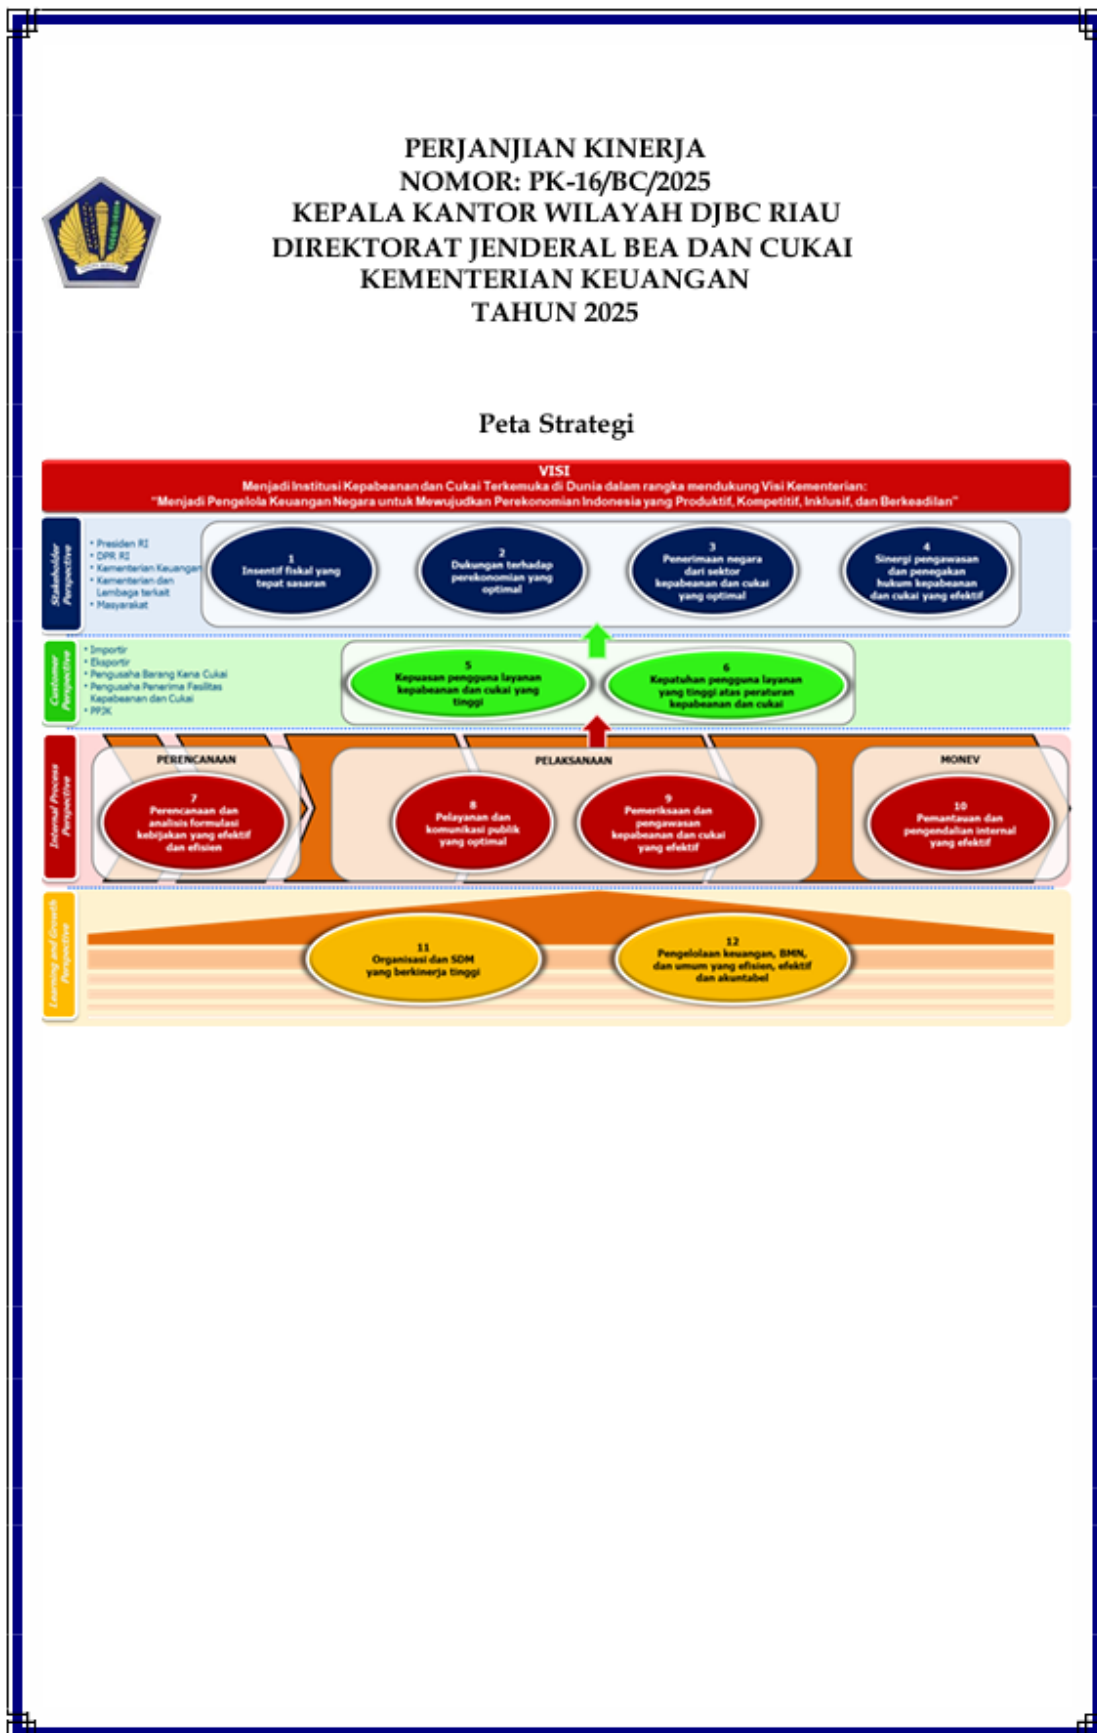 PERJANJIAN KINERJA
NOMOR: PK-16/BC/2025
KEPALA KANTOR WILAYAH DJBC RIAU
DIREKTORAT JENDERAL BEA DAN CUKAI
KEMENTERIAN KEUANGAN
TAHUN 2025
Peta Strategi
VISI
Menjadi Institusi Kepabeanan dan Cukai Terkemuka di Dunia dalam rangka mendukung Visi Kementerian:
"Menjadi Pengelola Keuangan Negara untuk Mewujudkan Perekonomian Indonesia yang Produktif, Kompetitif, Inklusif, dan Berkeadilan"
Stakeholder
Perspective
• Presiden RI
• DPR RI
• Kementerian Keuangan
• Kementerian dan
Lembaga terkait
• Masyarakat
1
Insentif fiskal yang
tepat sasaran
2
Dukungan terhadap
perekonomian yang
optimal
3
Penerimaan negara
dari sektor
kepabeanan dan cukai
yang optimal
4
Sinergi pengawasan
dan penegakan
hukum kepabeanan
dan cukai yang efektif
Customer
Perspective
• Importir
• Eksportir
• Pengusaha Barang Kena Cukai
• Pengusaha Penerima Fasilitas
Kepabeanan dan Cukai
• PPJK
5
Kepuasan pengguna layanan
kepabeanan dan cukai yang
tinggi
6
Kepatuhan pengguna layanan
yang tinggi atas peraturan
kepabeanan dan cukai
Internal Process
Perspective
PERENCANAAN
7
Perencanaan dan
analisis formulasi
kebijakan yang efektif
dan efisien
PELAKSANAAN
8
Pelayanan dan
komunikasi publik
yang optimal
9
Pemeriksaan dan
pengawasan
kepabeanan dan cukai
yang efektif
MONEV
10
Pemantauan dan
pengendalian internal
yang efektif
Learning and Growth
Perspective
11
Organisasi dan SDM
yang berkinerja tinggi
12
Pengelolaan keuangan, BMN,
dan umum yang efisien, efektif
dan akuntabel